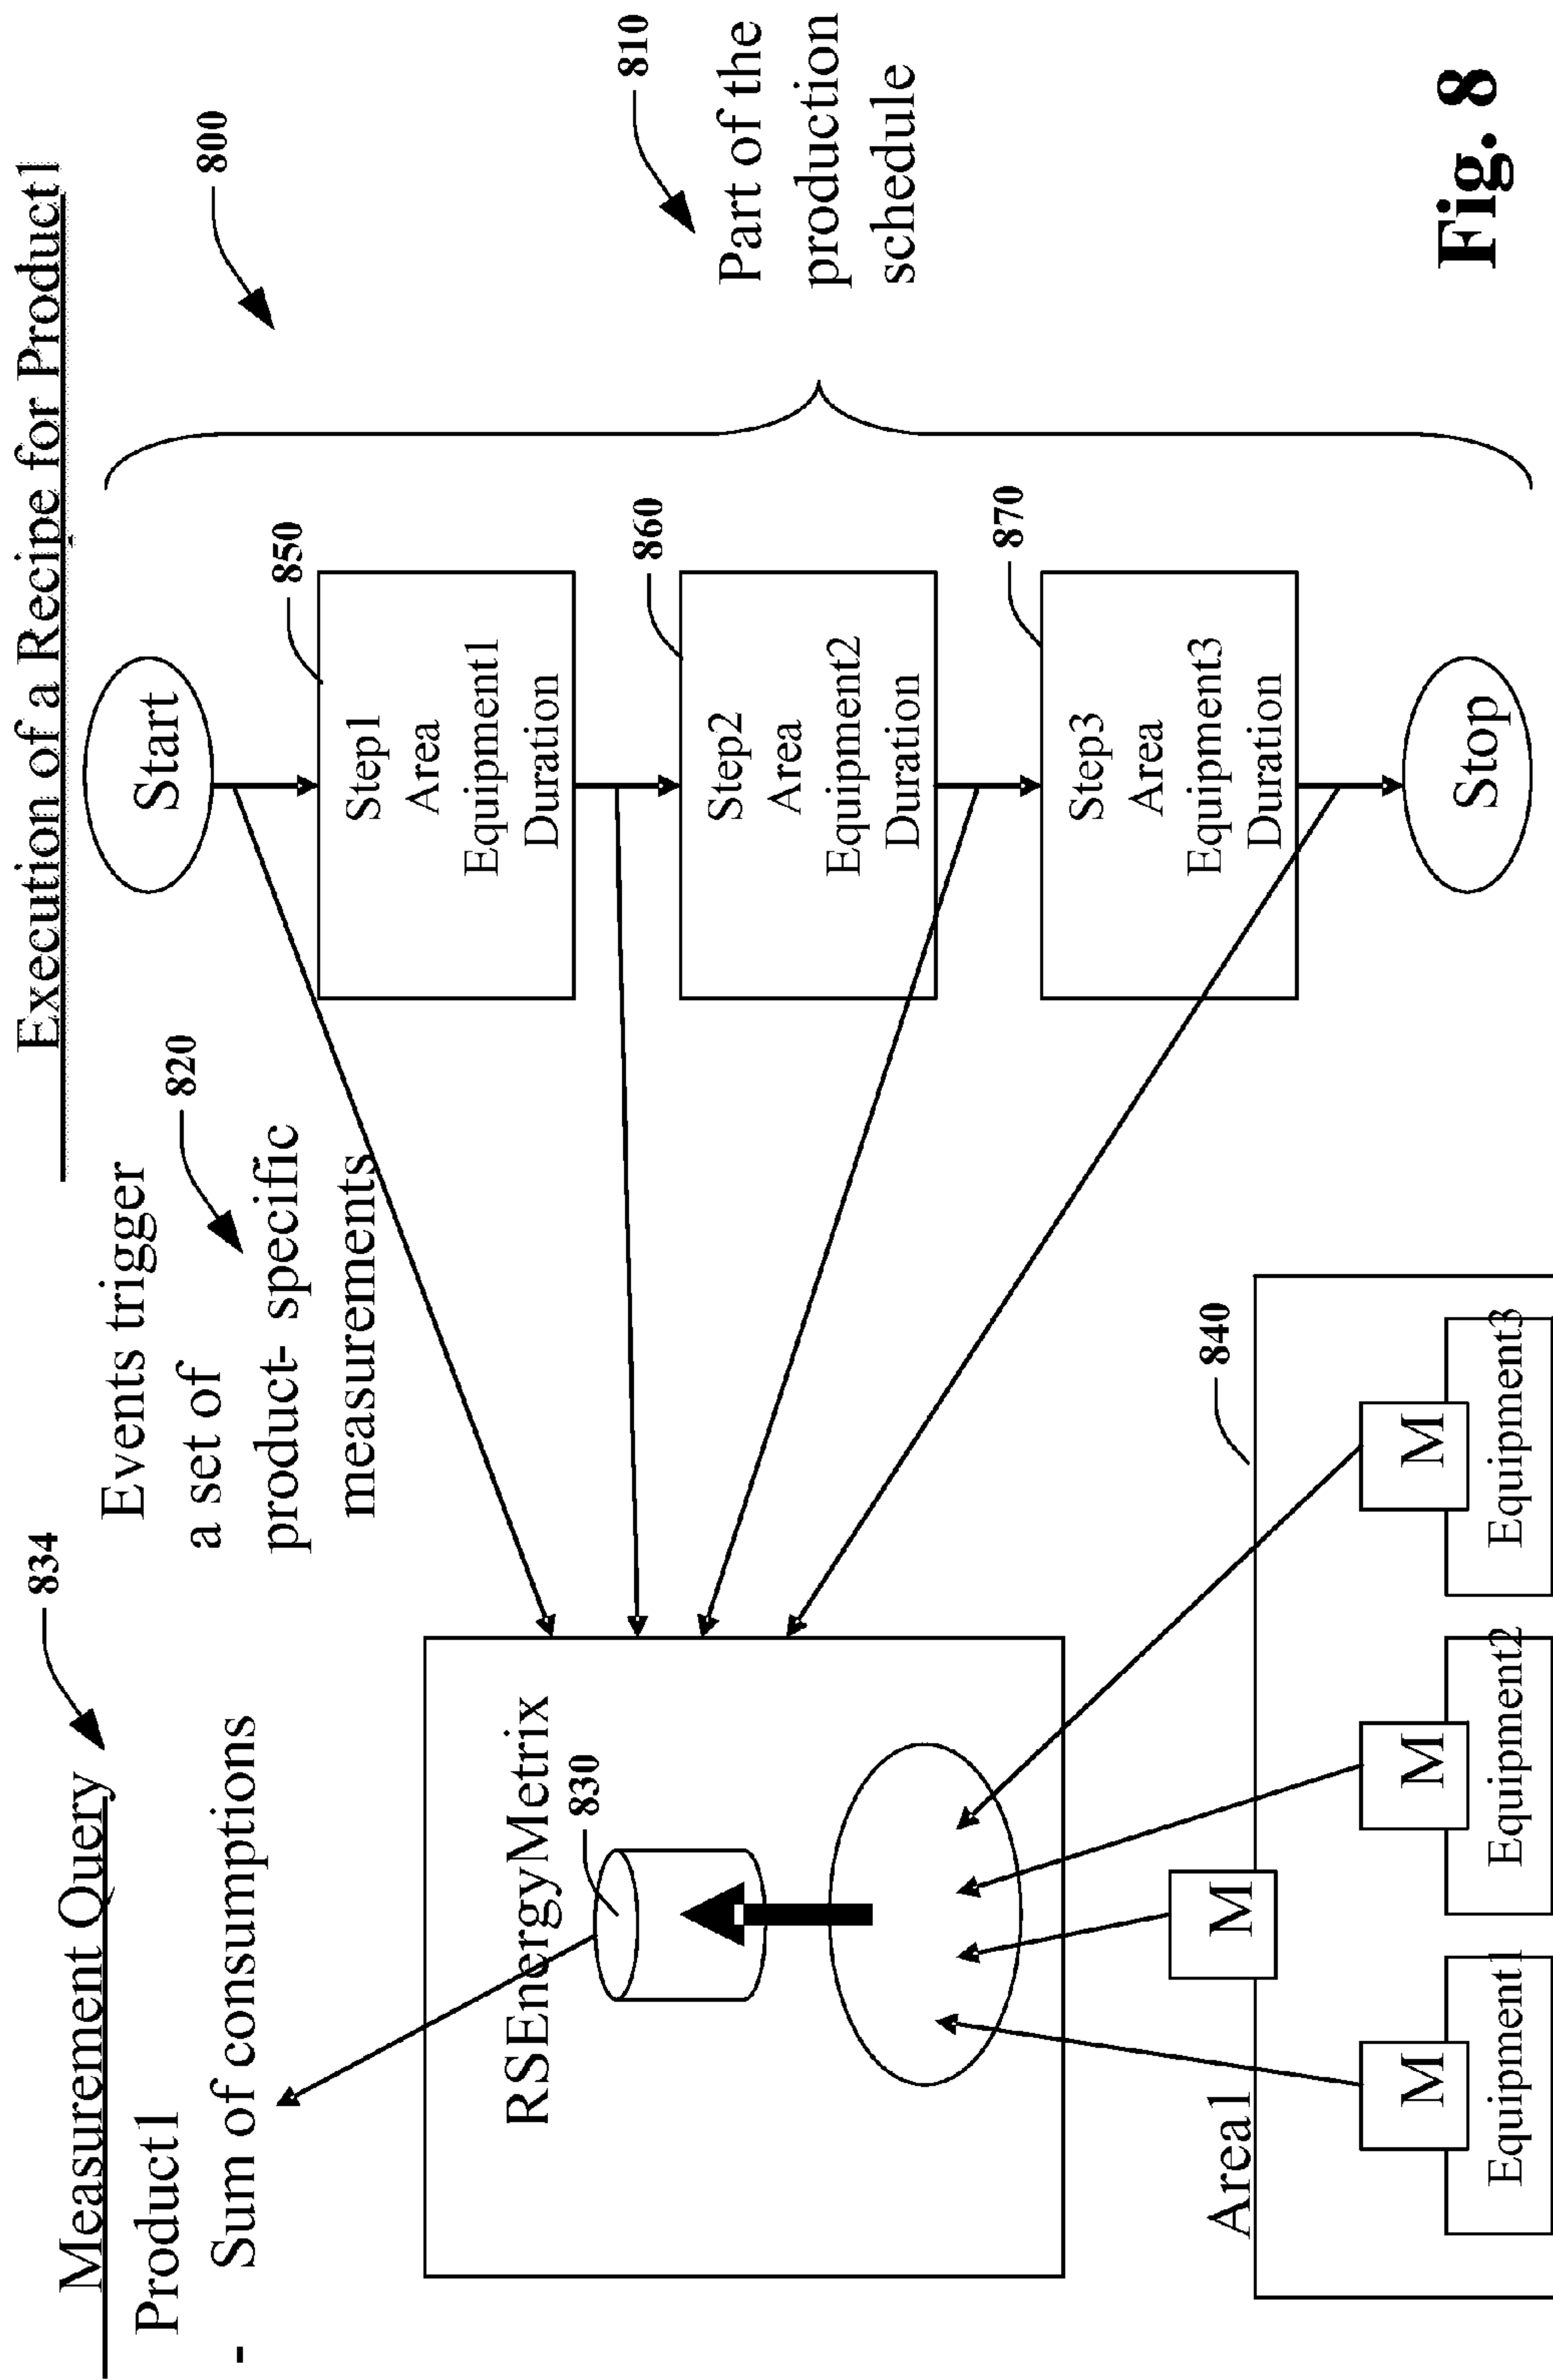 Execution of a Recipe for Product1
800
Measurement Query
834
Product1
- Sum of consumptions
Events trigger
a set of
product- specific
measurements
820
Start
850
Step1
Area
Equipment1
Duration
860
Step2
Area
Equipment2
Duration
870
Step3
Area
Equipment3
Duration
Stop
810
Part of the
production
schedule
RSEnergyMetrix
830
Area1
840
M
M
M
M
Equipment1
Equipment2
Equipment3
Fig. 8